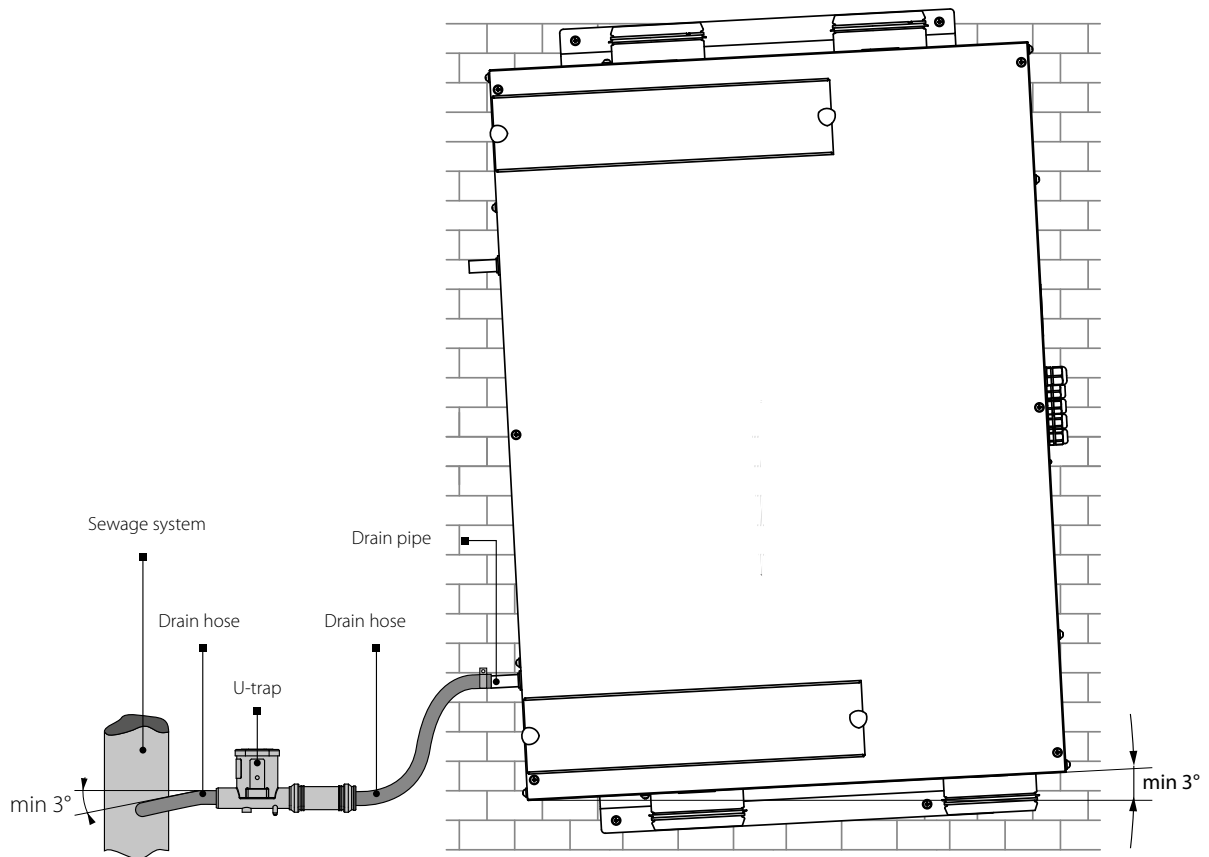 Sewage system
Drain pipe
Drain hose
Drain hose
U-trap
min 3°
min 3°